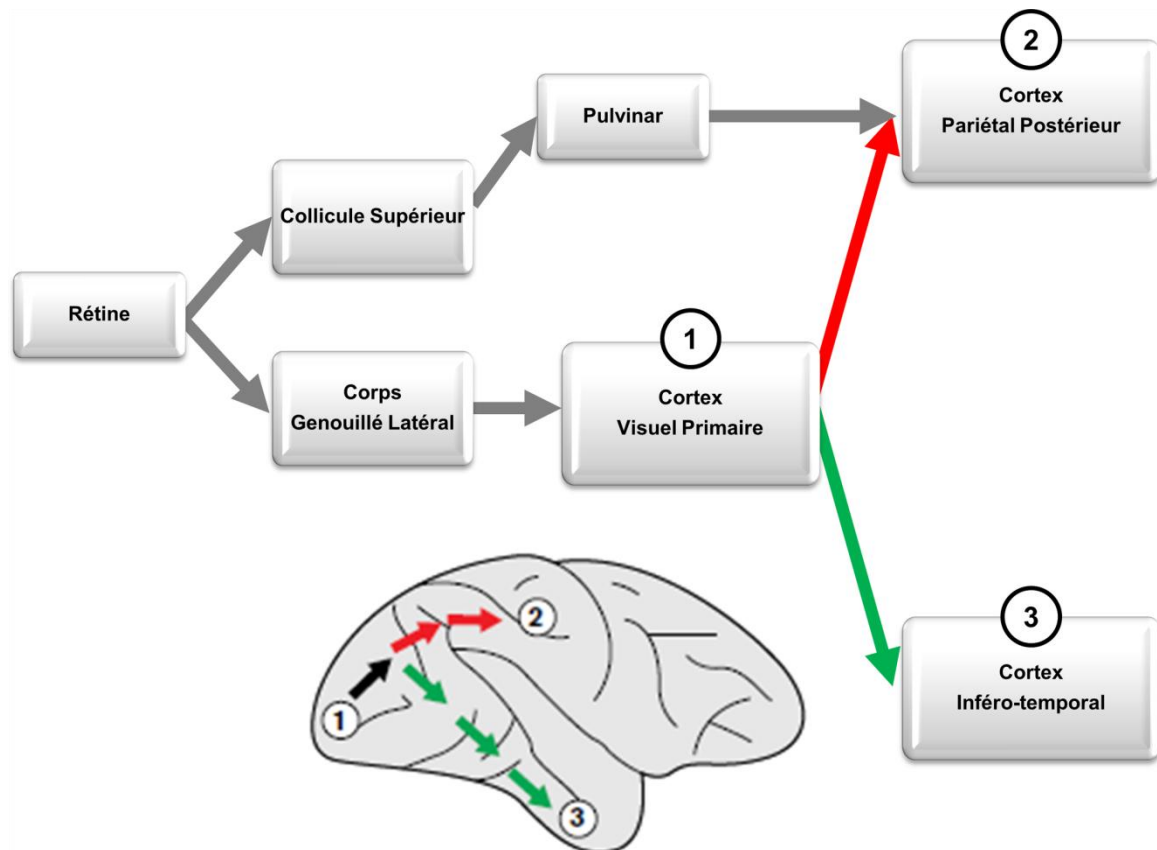 2
Cortex
Pariétal Postérieur
Pulvinar
Collicule Supérieur
Rétine
1
Cortex
Visuel Primaire
Corps
Genouillé Latéral
3
Cortex
Inféro-temporal
2
1
3